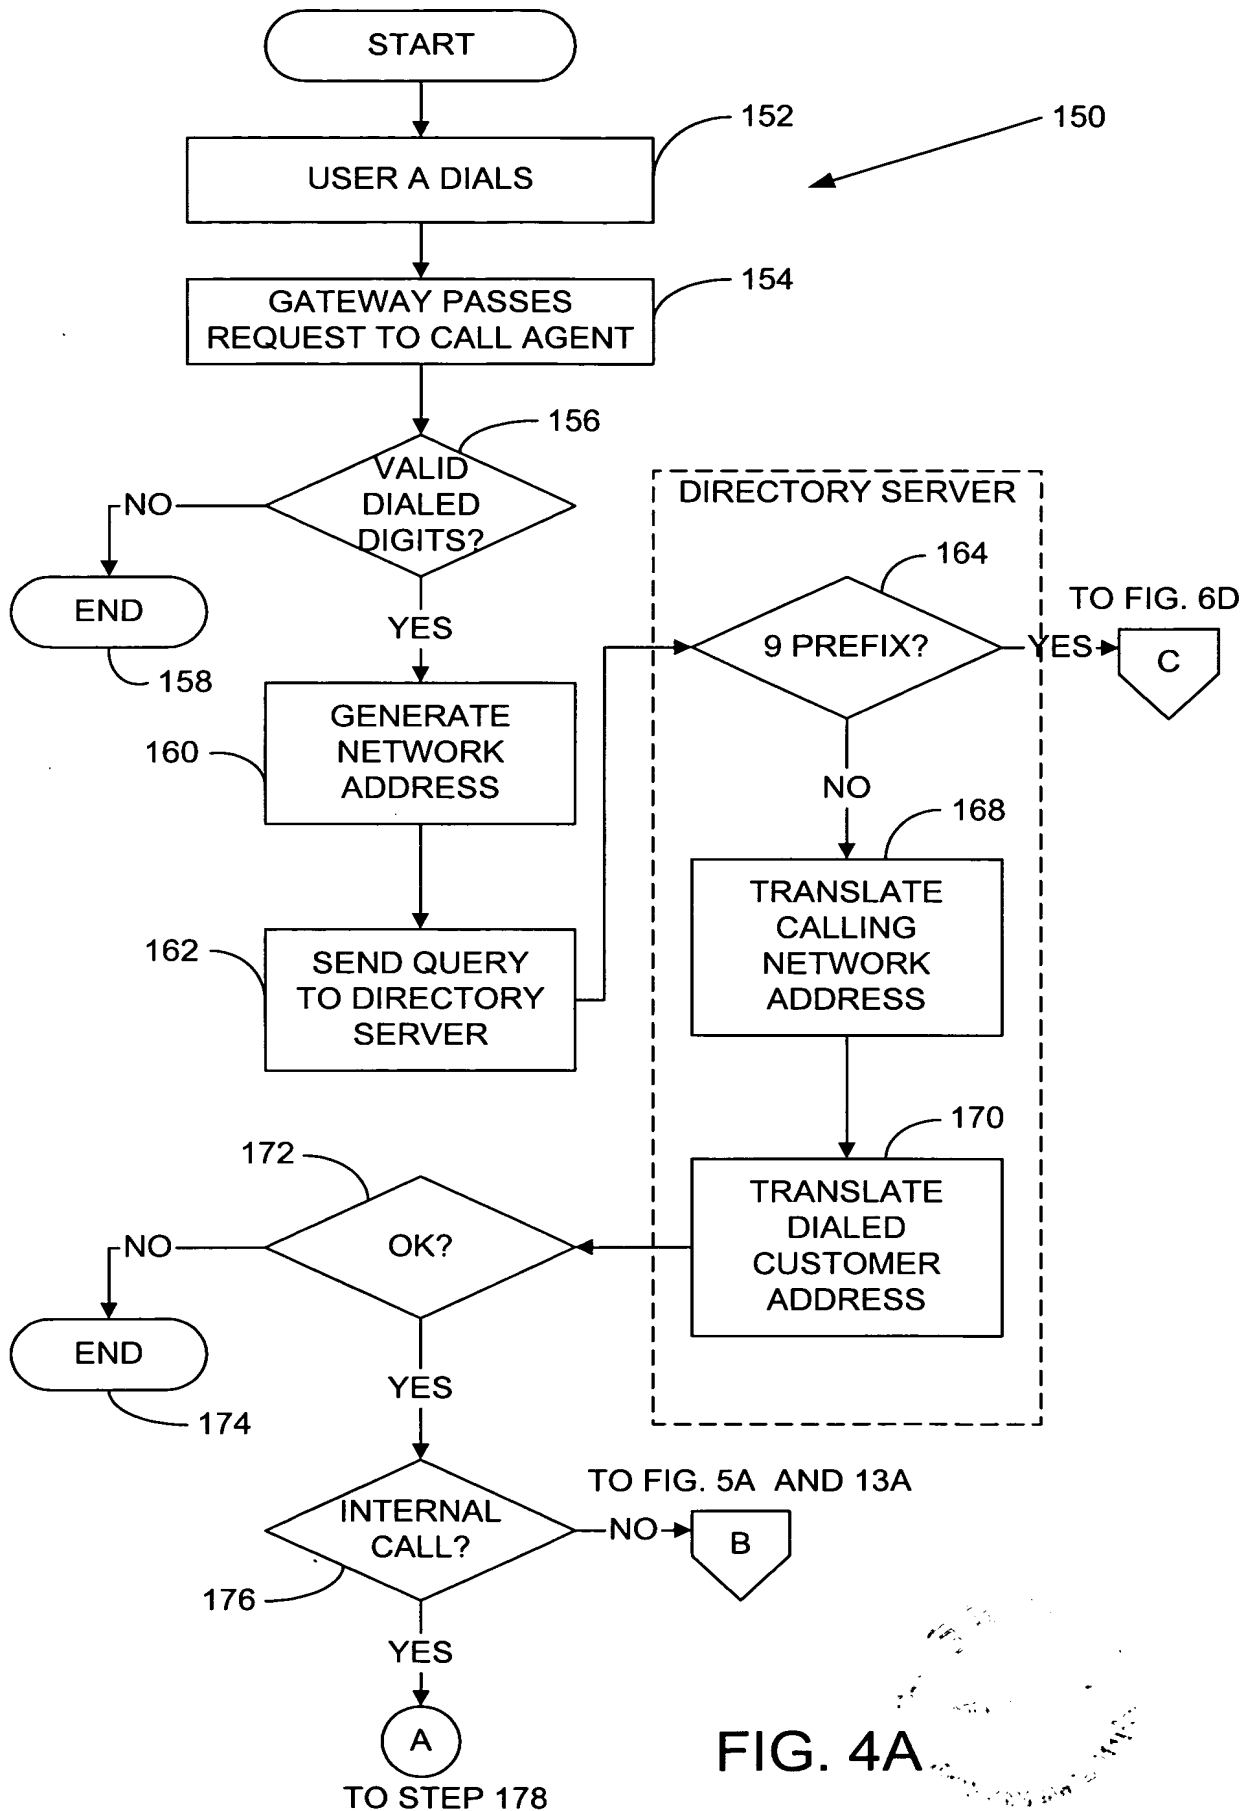 START
152
150
USER A DIALS
154
GATEWAY PASSES
REQUEST TO CALL AGENT
156
VALID
DIALED
DIGITS?
NO
END
158
YES
DIRECTORY SERVER
164
TO FIG. 6D
9 PREFIX?
YES
C
GENERATE
NETWORK
ADDRESS
160
NO
168
TRANSLATE
CALLING
NETWORK
ADDRESS
162
SEND QUERY
TO DIRECTORY
SERVER
170
TRANSLATE
DIALED
CUSTOMER
ADDRESS
172
OK?
NO
END
174
YES
TO FIG. 5A AND 13A
INTERNAL
CALL?
NO
B
176
YES
A
TO STEP 178
FIG. 4A